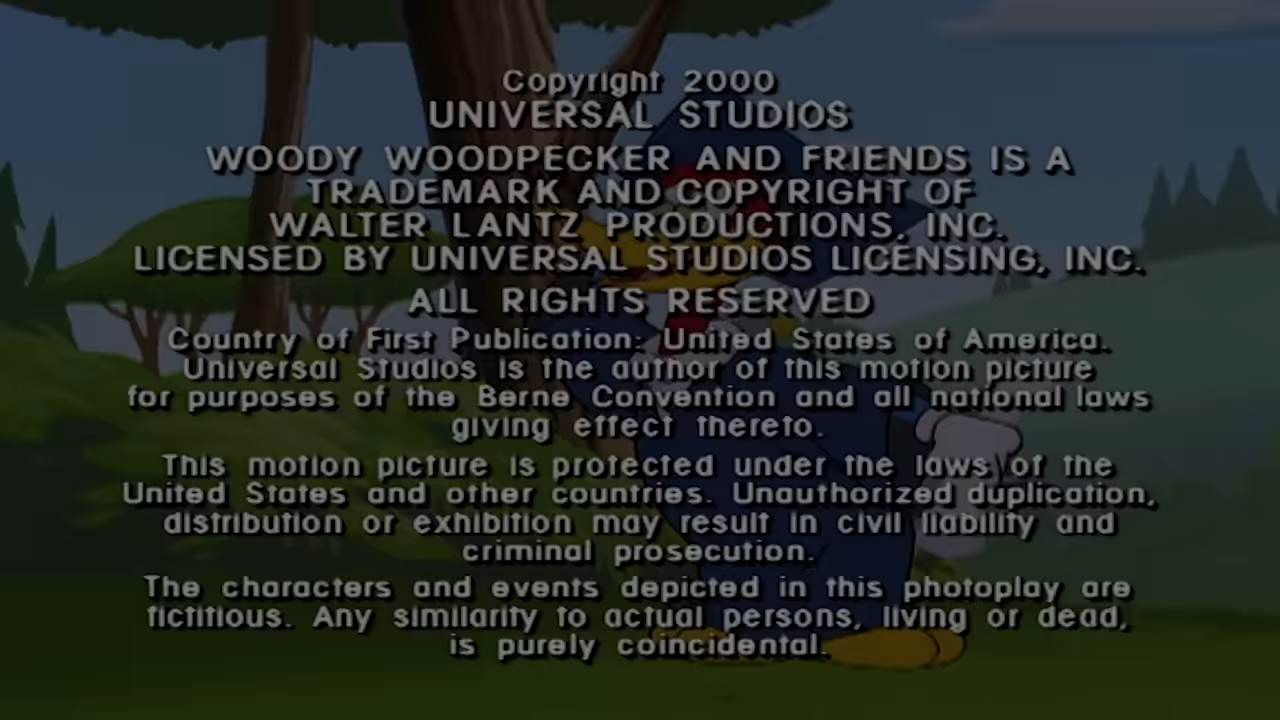 Copyright 2000
UNIVERSAL STUDIOS
WOODY WOODPECKER AND FRIENDS IS A
TRADEMARK AND COPYRIGHT OF
WALTER LANTZ PRODUCTIONS, INC.
LICENSED BY UNIVERSAL STUDIOS LICENSING, INC.
ALL RIGHTS RESERVED
Country of First Publication: United States of America.
Universal Studios is the author of this motion picture
for purposes of the Berne Convention and all national laws
giving effect thereto.
This motion picture is protected under the laws of the
United States and other countries. Unauthorized duplication,
distribution or exhibition may result in civil liability and
criminal prosecution.
The characters and events depicted in this photoplay are
fictitious. Any similarity to actual persons, living or dead,
is purely coincidental.